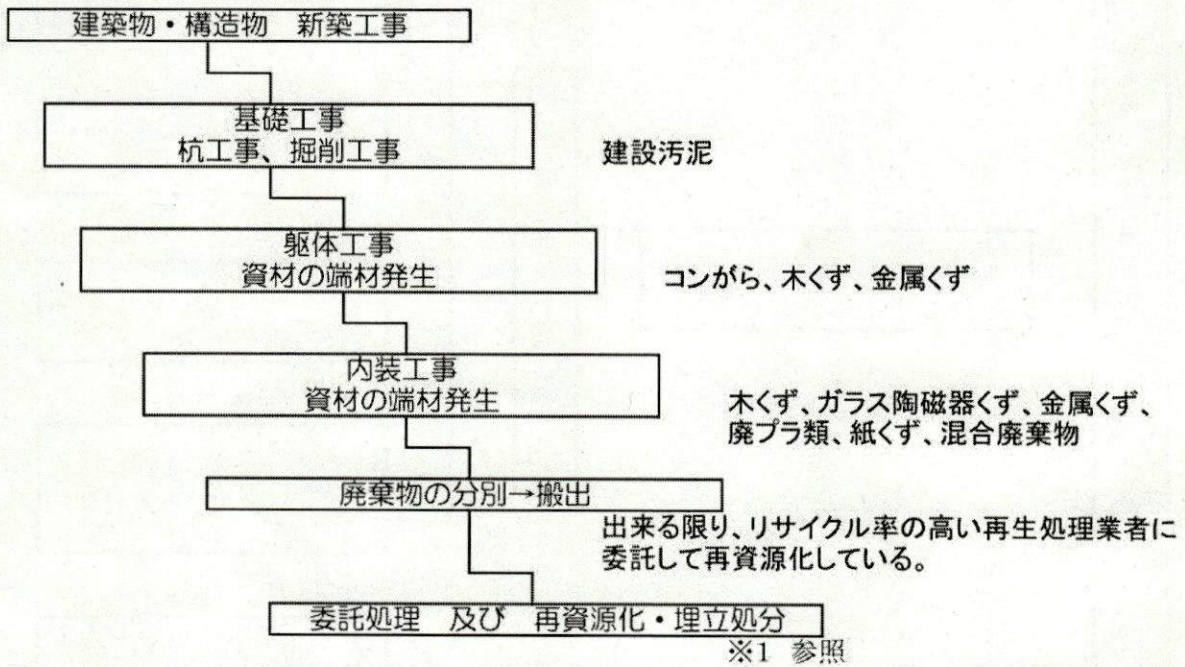 建築物・構造物　新築工事
基礎工事
杭工事、掘削工事
建設汚泥
躯体工事
資材の端材発生
コンがら、木くず、金属くず
内装工事
資材の端材発生
木くず、ガラス陶磁器くず、金属くず、
廃プラ類、紙くず、混合廃棄物
廃棄物の分別→搬出
出来る限り、リサイクル率の高い再生処理業者に
委託して再資源化している。
委託処理　及び　再資源化・埋立処分
※1　参照